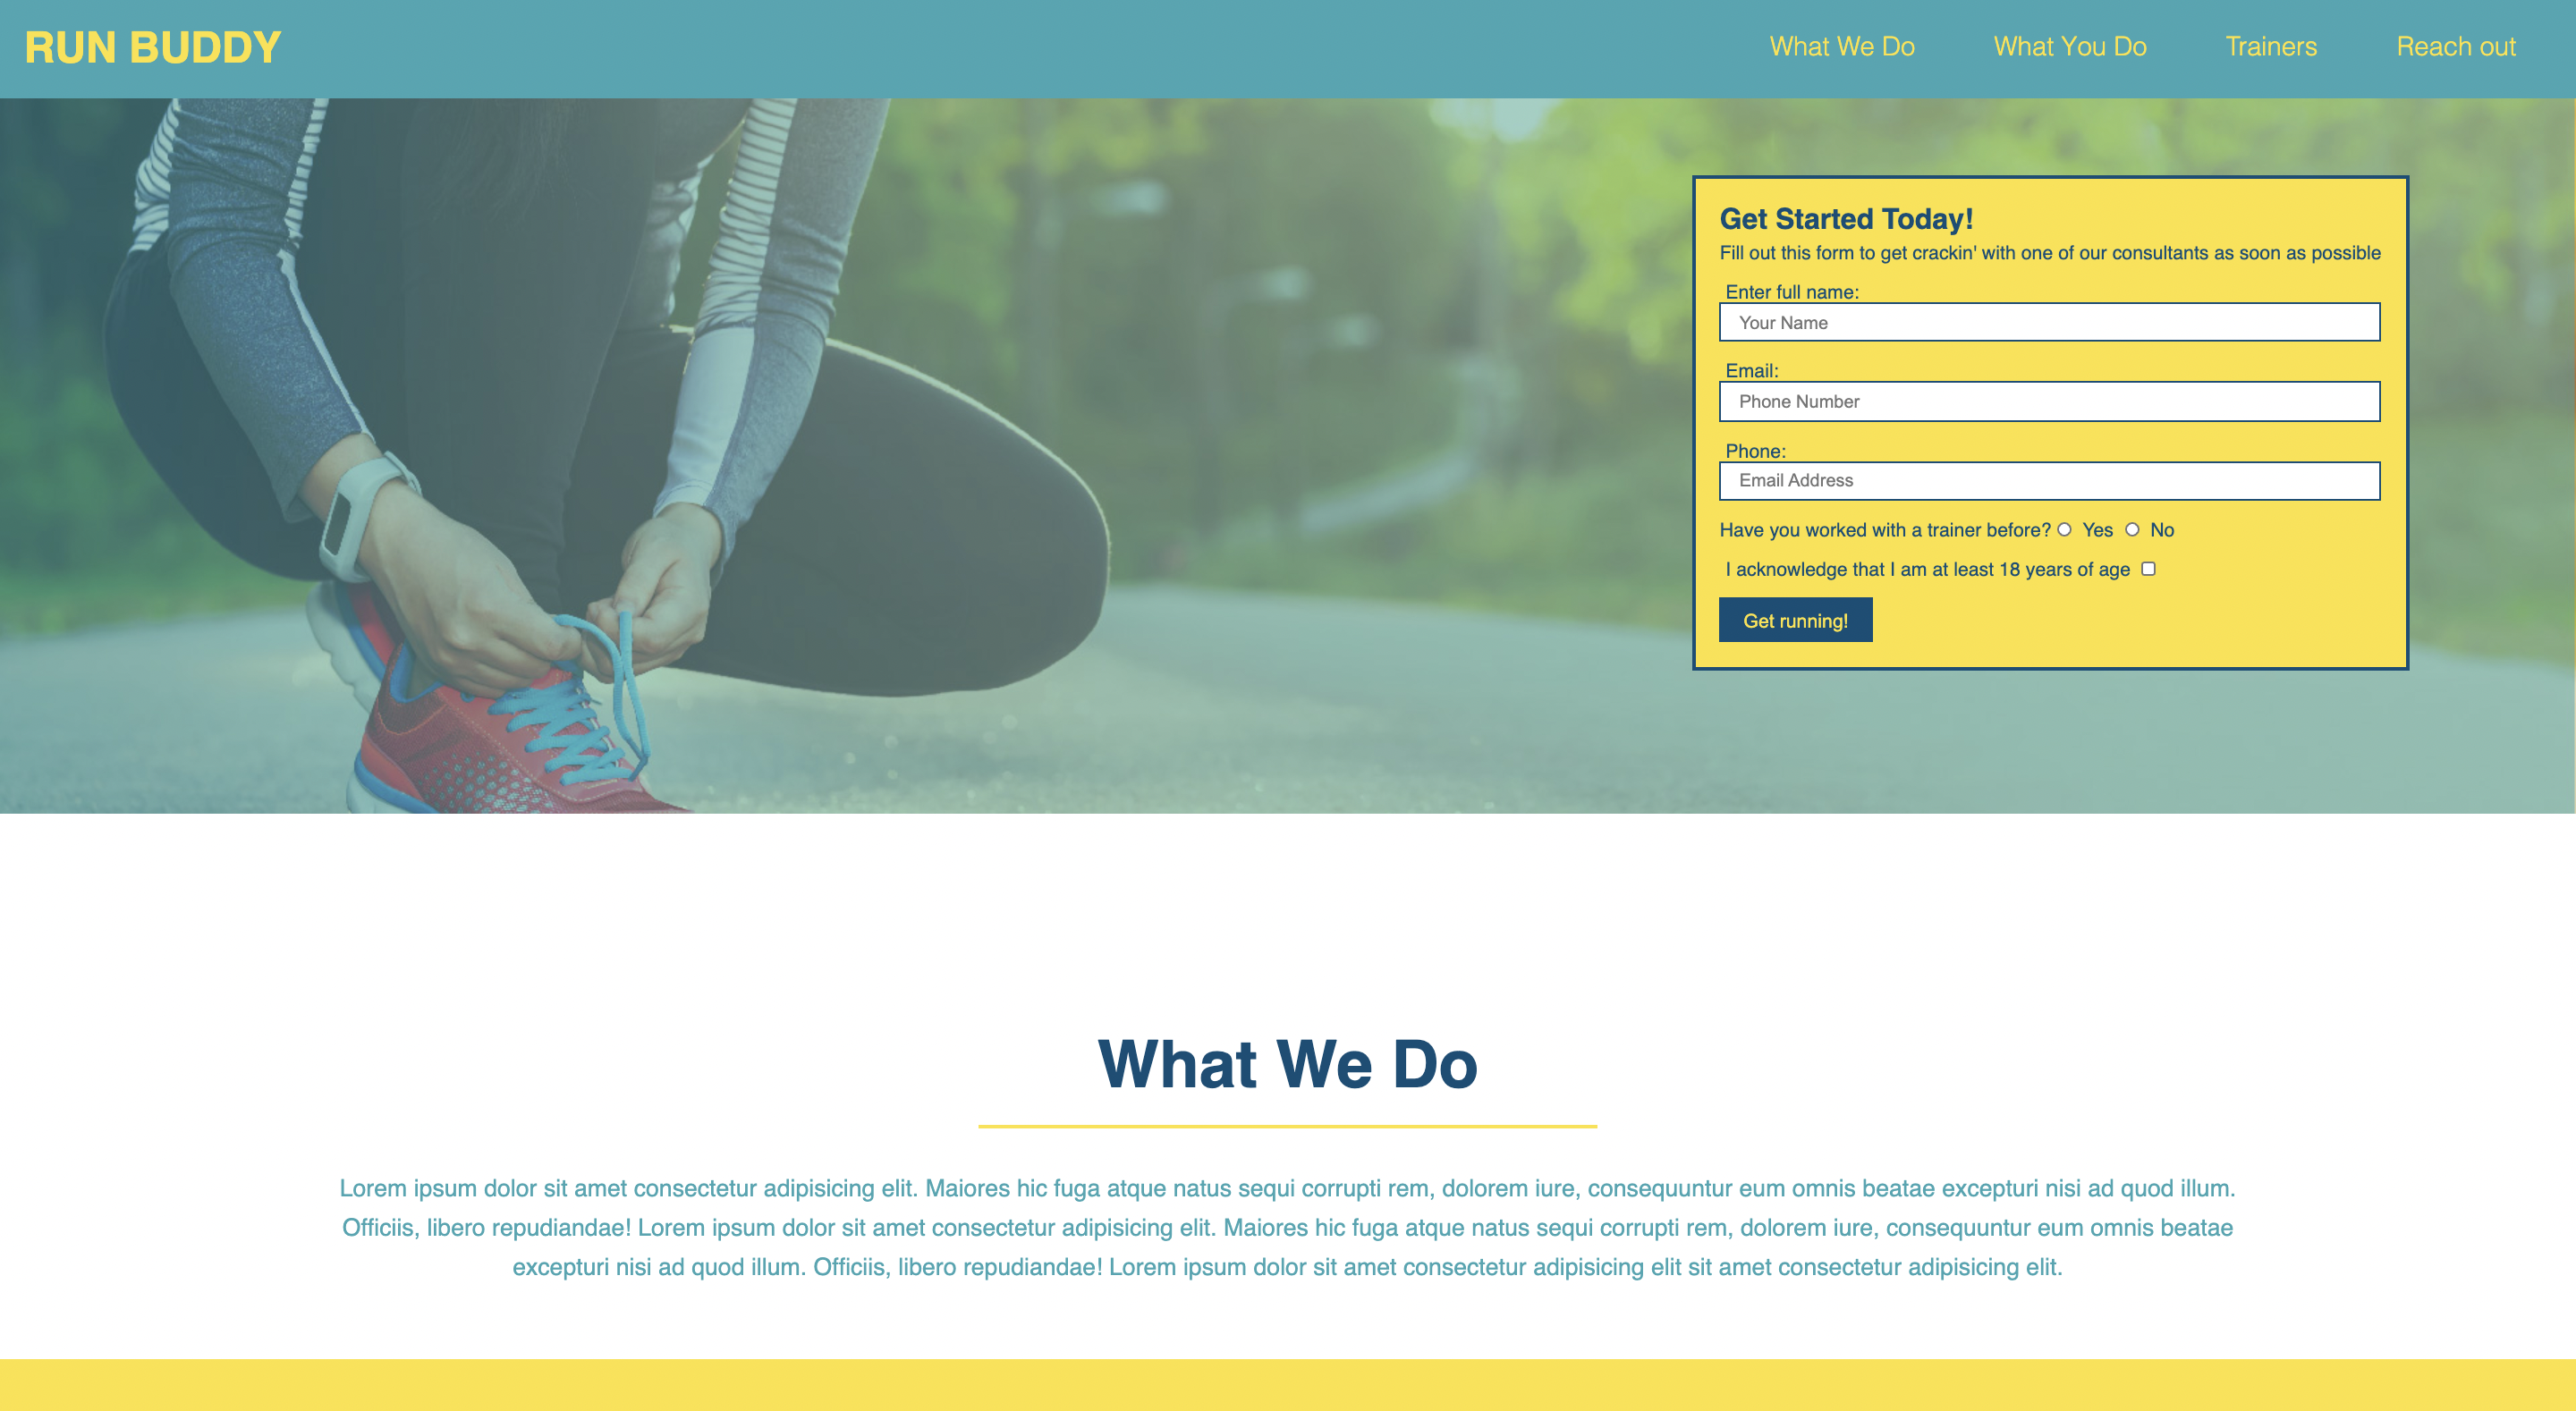 RUN BUDDY
What We Do What You Do Trainers Reach out
Get Started Today!
Fill out this form to get crackin' with one of our consultants as soon as possible
Enter full name:
Your Name
Email:
Phone Number
Phone:
Email Address
Have you worked with a trainer before? Yes No
I acknowledge that I am at least 18 years of age
Get running!
What We Do
Lorem ipsum dolor sit amet consectetur adipisicing elit. Maiores hic fuga atque natus sequi corrupti rem, dolorem iure, consequuntur eum omnis beatae excepturi nisi ad quod illum.
Officiis, libero repudiandae! Lorem ipsum dolor sit amet consectetur adipisicing elit. Maiores hic fuga atque natus sequi corrupti rem, dolorem iure, consequuntur eum omnis beatae
excepturi nisi ad quod illum. Officiis, libero repudiandae! Lorem ipsum dolor sit amet consectetur adipisicing elit sit amet consectetur adipisicing elit.